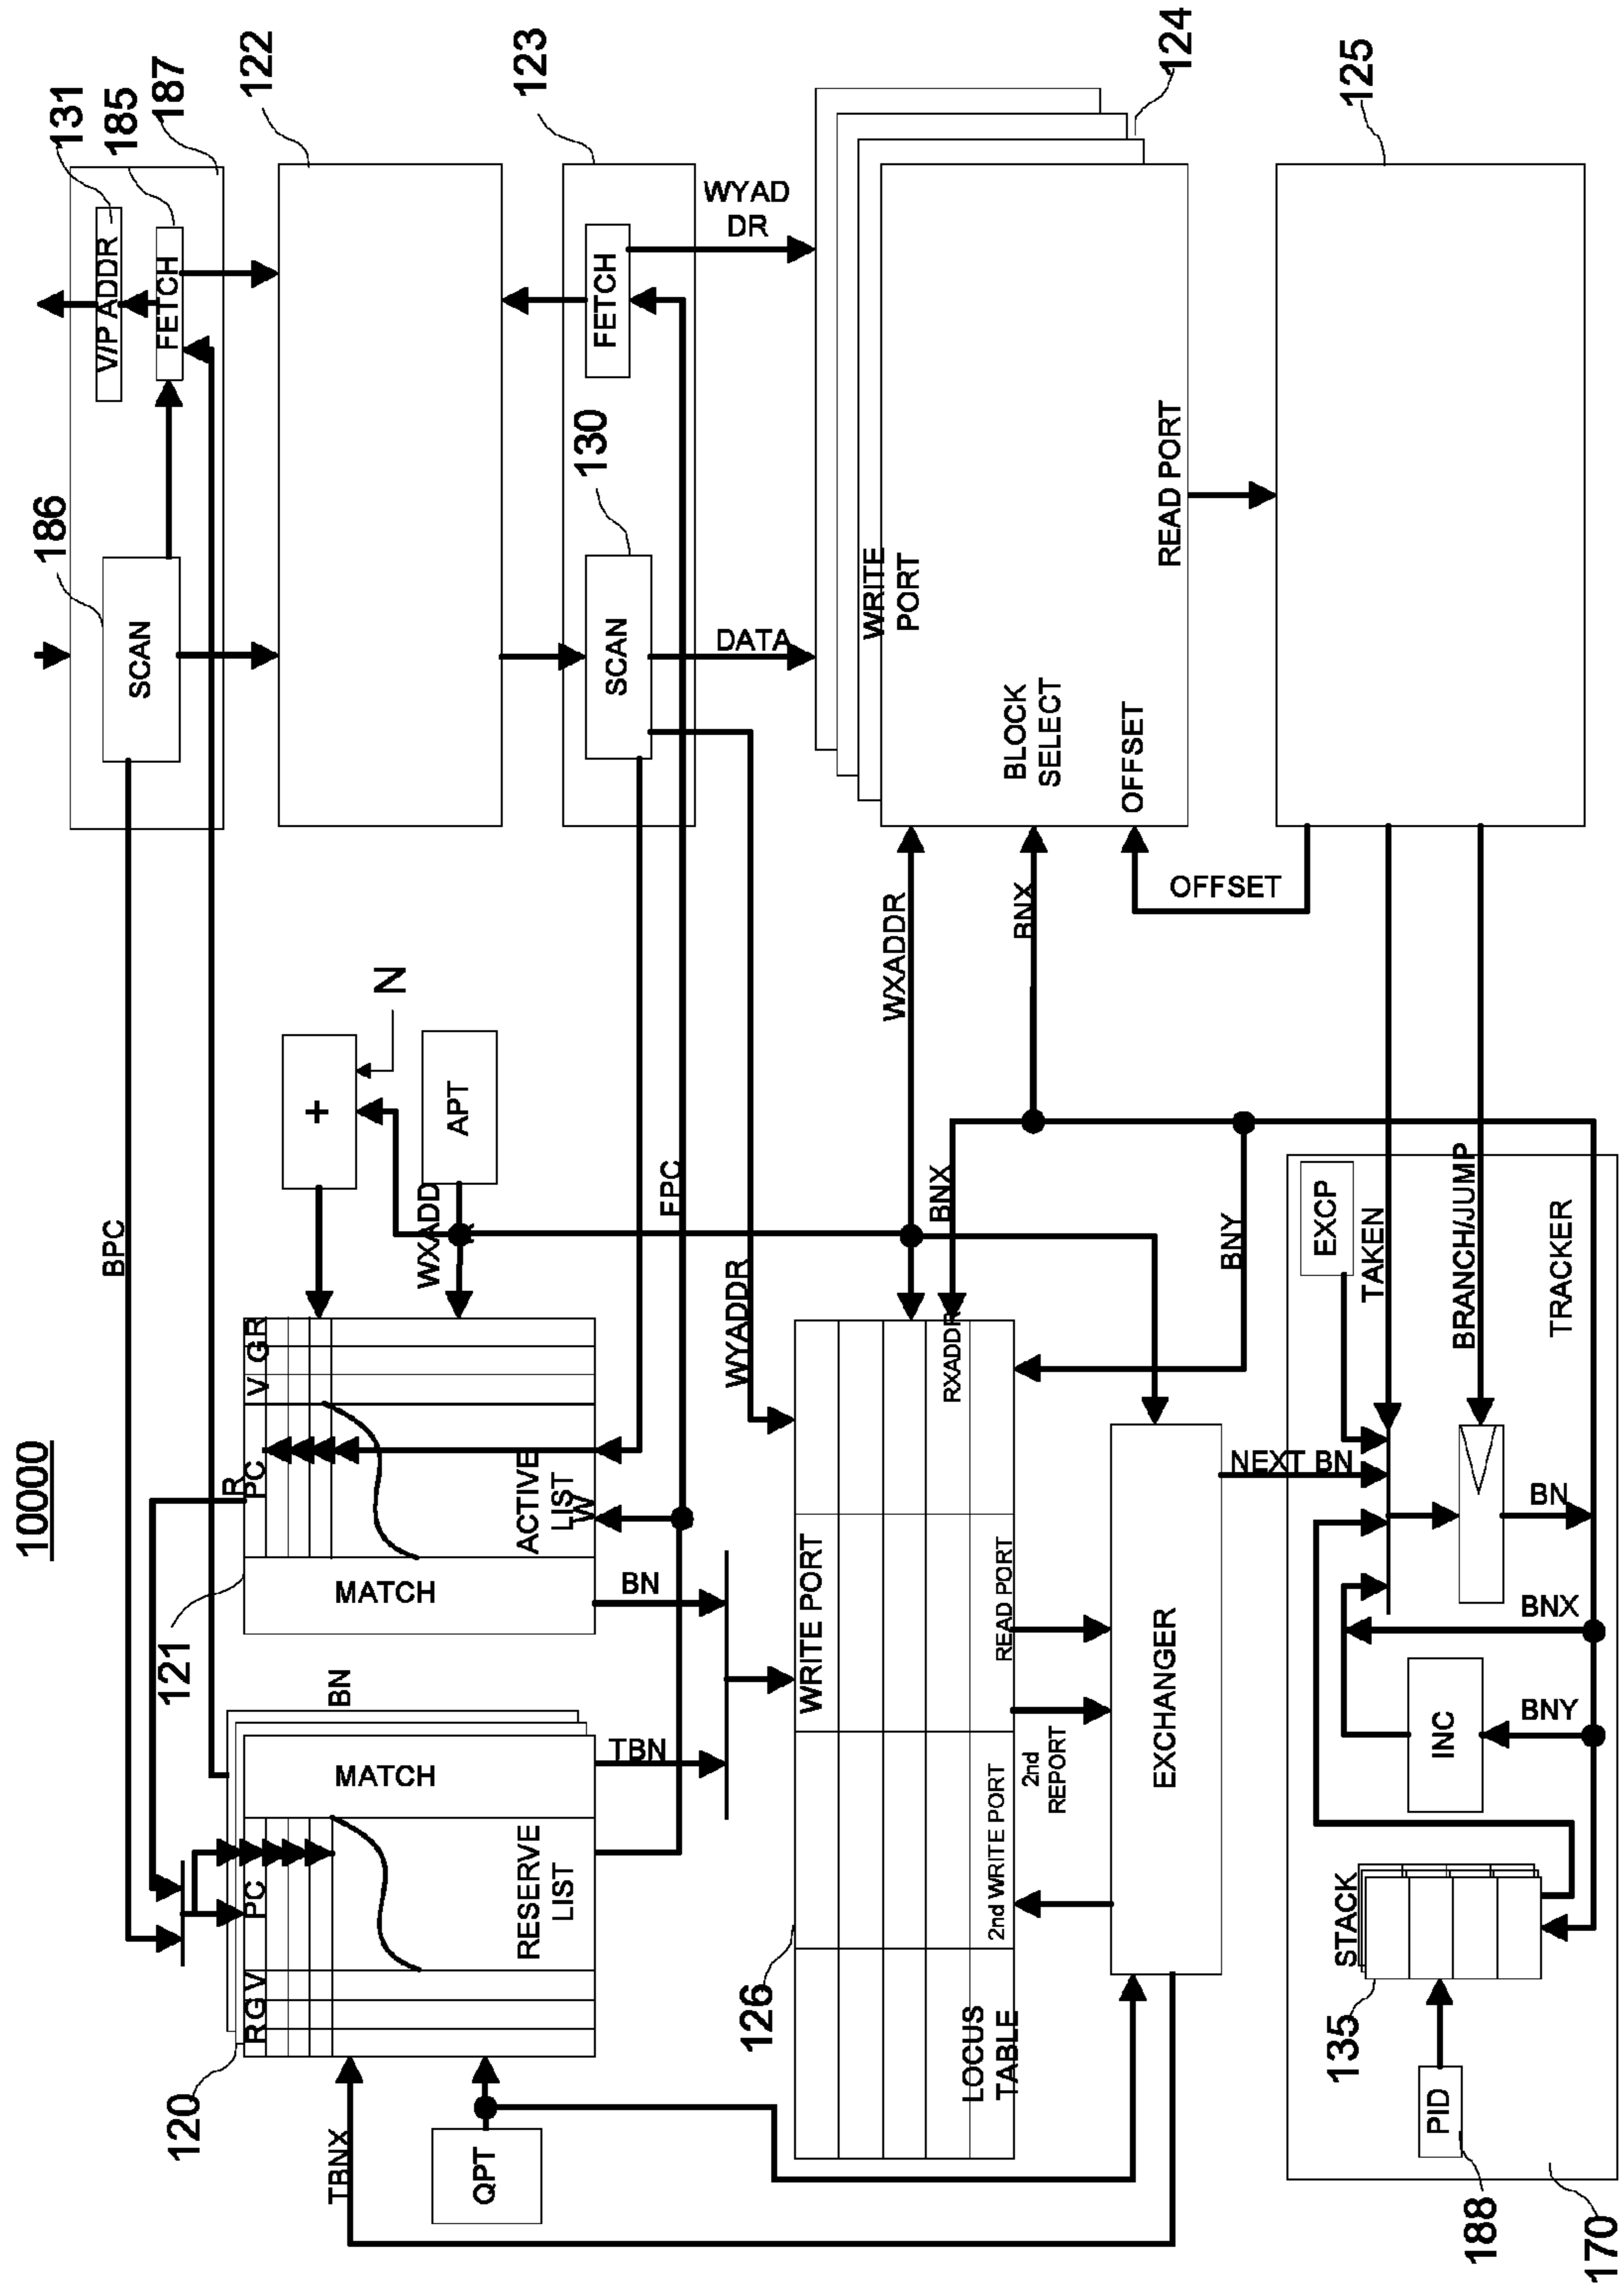 10000
BPC
186
SCAN
V/P ADDR
131
FETCH
185
187
122
123
SCAN
130
FETCH
DATA
WYAD
DR
WRITE
PORT
BLOCK
SELECT
OFFSET
READ PORT
124
125
OFFSET
WXADDR
BNX
120
R G V
PC
RESERVE
LIST
MATCH
BN
TBN
TBNX
QPT
121
R
PC
V
G R
MATCH
ACTIVE
LIST
W
BN
+
N
APT
WXADD
FPC
WYADDR
126
LOCUS
TABLE
WRITE PORT
2nd WRITE PORT
READ PORT
RXADDR
BNX
BNY
2nd
REPORT
EXCHANGER
NEXT BN
TAKEN
BRANCH/JUMP
EXCP
TRACKER
STACK
135
PID
188
170
INC
BNY
BNX
BN